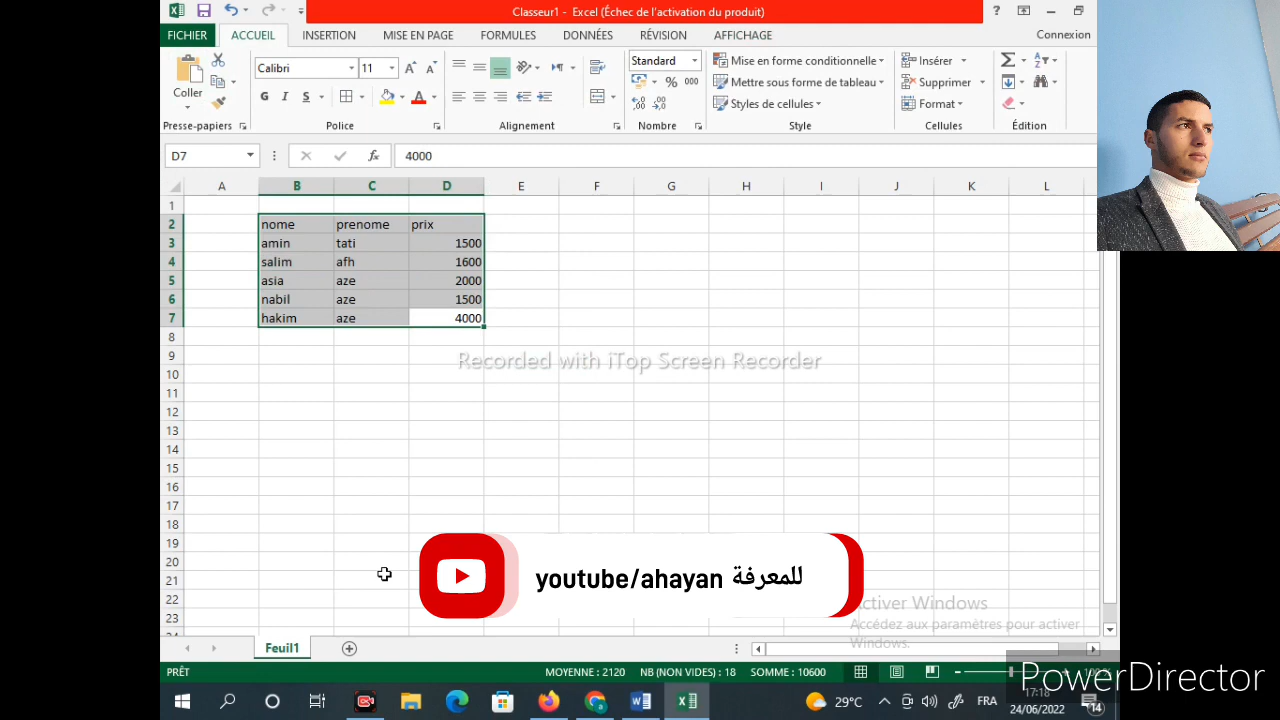 Classeur1 - Excel (Échec de l'activation du produit)
FICHIER ACCUEIL INSERTION MISE EN PAGE FORMULES DONNÉES RÉVISION AFFICHAGE Connexion
Coller
Calibri 11
G I S
Standard
% 000
Mise en forme conditionnelle
Mettre sous forme de tableau
Styles de cellules
Insérer
Supprimer
Format
Presse-papiers Police Alignement Nombre Style Cellules Édition
D7 fx 4000
A B C D E F G H I J K L
1
2 nome prenome prix
3 amin tati 1500
4 salim afh 1600
5 asia aze 2000
6 nabil aze 1500
7 hakim aze 4000
8
9
Recorded with iTop Screen Recorder
10
11
12
13
14
15
16
17
18
19
20
21
22
23
24
youtube/ahayan للمعرفة
Activer Windows
Accédez aux paramètres pour activer
Windows.
Feuil1
PRÊT MOYENNE : 2120 NB (NON VIDES) : 18 SOMME : 10600
PowerDirector
29°C FRA 17:18
24/06/2022
14